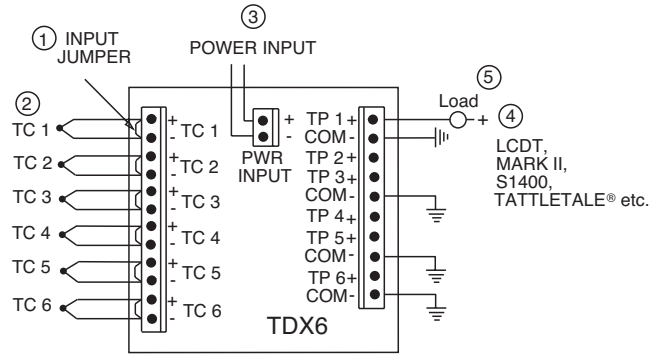 ③
① INPUT
JUMPER
POWER INPUT
②
TC 1
TC 2
TC 3
TC 4
TC 5
TC 6
+
- TC 1
+
- TC 2
+
- TC 3
+
- TC 4
+
- TC 5
+
- TC 6
+
-
PWR
INPUT
TP 1+
COM-
TP 2+
TP 3+
COM-
TP 4+
TP 5+
COM-
TP 6+
COM-
TDX6
⑤
Load
+ ④
LCDT,
MARK II,
S1400,
TATTLETALE® etc.